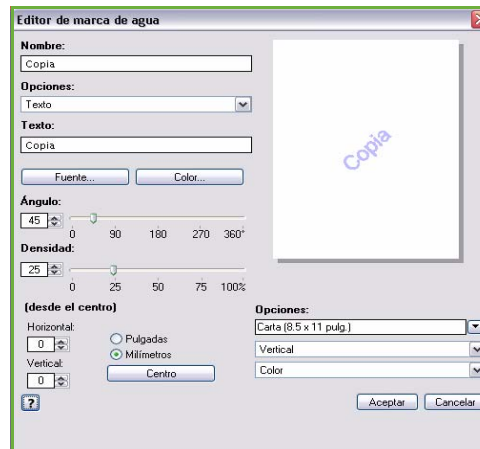 Editor de marca de agua
Nombre:
Copia
Opciones:
Texto
Texto:
Copia
Fuente... Color...
Ángulo:
45
0 90 180 270 360°
Densidad:
25
0 25 50 75 100%
(desde el centro)
Horizontal:
0
Vertical:
0
Pulgadas
Milímetros
Centro
?
Copia
Opciones:
Carta (8.5 x 11 pulg.)
Vertical
Color
Aceptar Cancelar